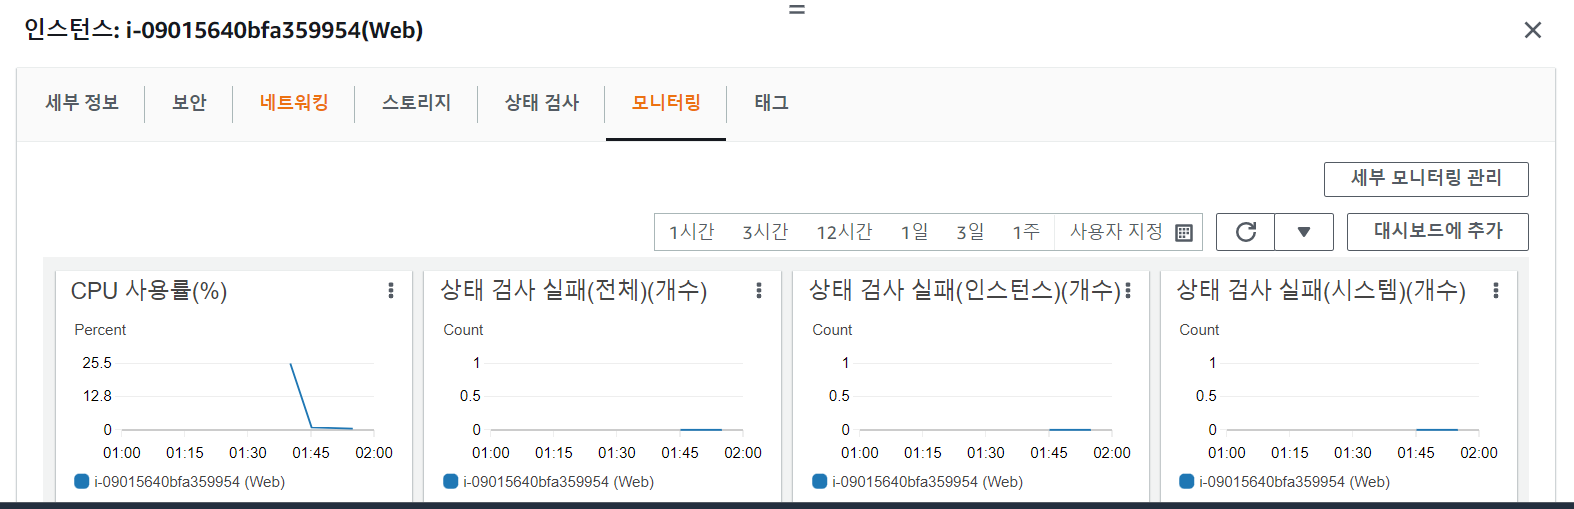 인스턴스: i-09015640bfa359954(Web)
세부 정보 보안 네트워킹 스토리지 상태 검사 모니터링 태그
세부 모니터링 관리
1시간 3시간 12시간 1일 3일 1주 사용자 지정 대시보드에 추가
CPU 사용률(%)
Percent
25.5
12.8
0
01:00 01:15 01:30 01:45 02:00
i-09015640bfa359954 (Web)
상태 검사 실패(전체)(개수)
Count
1
0.5
0
01:00 01:15 01:30 01:45 02:00
i-09015640bfa359954 (Web)
상태 검사 실패(인스턴스)(개수)
Count
1
0.5
0
01:00 01:15 01:30 01:45 02:00
i-09015640bfa359954 (Web)
상태 검사 실패(시스템)(개수)
Count
1
0.5
0
01:00 01:15 01:30 01:45 02:00
i-09015640bfa359954 (Web)